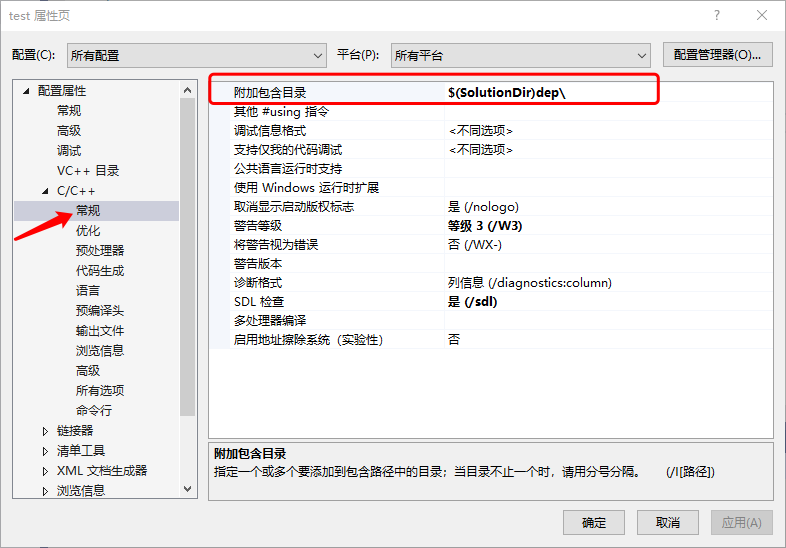 test 属性页
配置(C): 所有配置 平台(P): 所有平台 配置管理器(O)...
配置属性
常规
高级
调试
VC++ 目录
C/C++
常规
优化
预处理器
代码生成
语言
预编译头
输出文件
浏览信息
高级
所有选项
命令行
链接器
清单工具
XML 文档生成器
浏览信息
附加包含目录 $(SolutionDir)dep\
其他 #using 指令
调试信息格式 <不同选项>
支持仅我的代码调试 <不同选项>
公共语言运行时支持
使用 Windows 运行时扩展
取消显示启动版权标志 是 (/nologo)
警告等级 等级 3 (/W3)
将警告视为错误 否 (/WX-)
警告版本
诊断格式 列信息 (/diagnostics:column)
SDL 检查 是 (/sdl)
多处理器编译
启用地址擦除系统（实验性） 否
附加包含目录
指定一个或多个要添加到包含路径中的目录；当目录不止一个时，请用分号分隔。 (/I[路径])
确定 取消 应用(A)